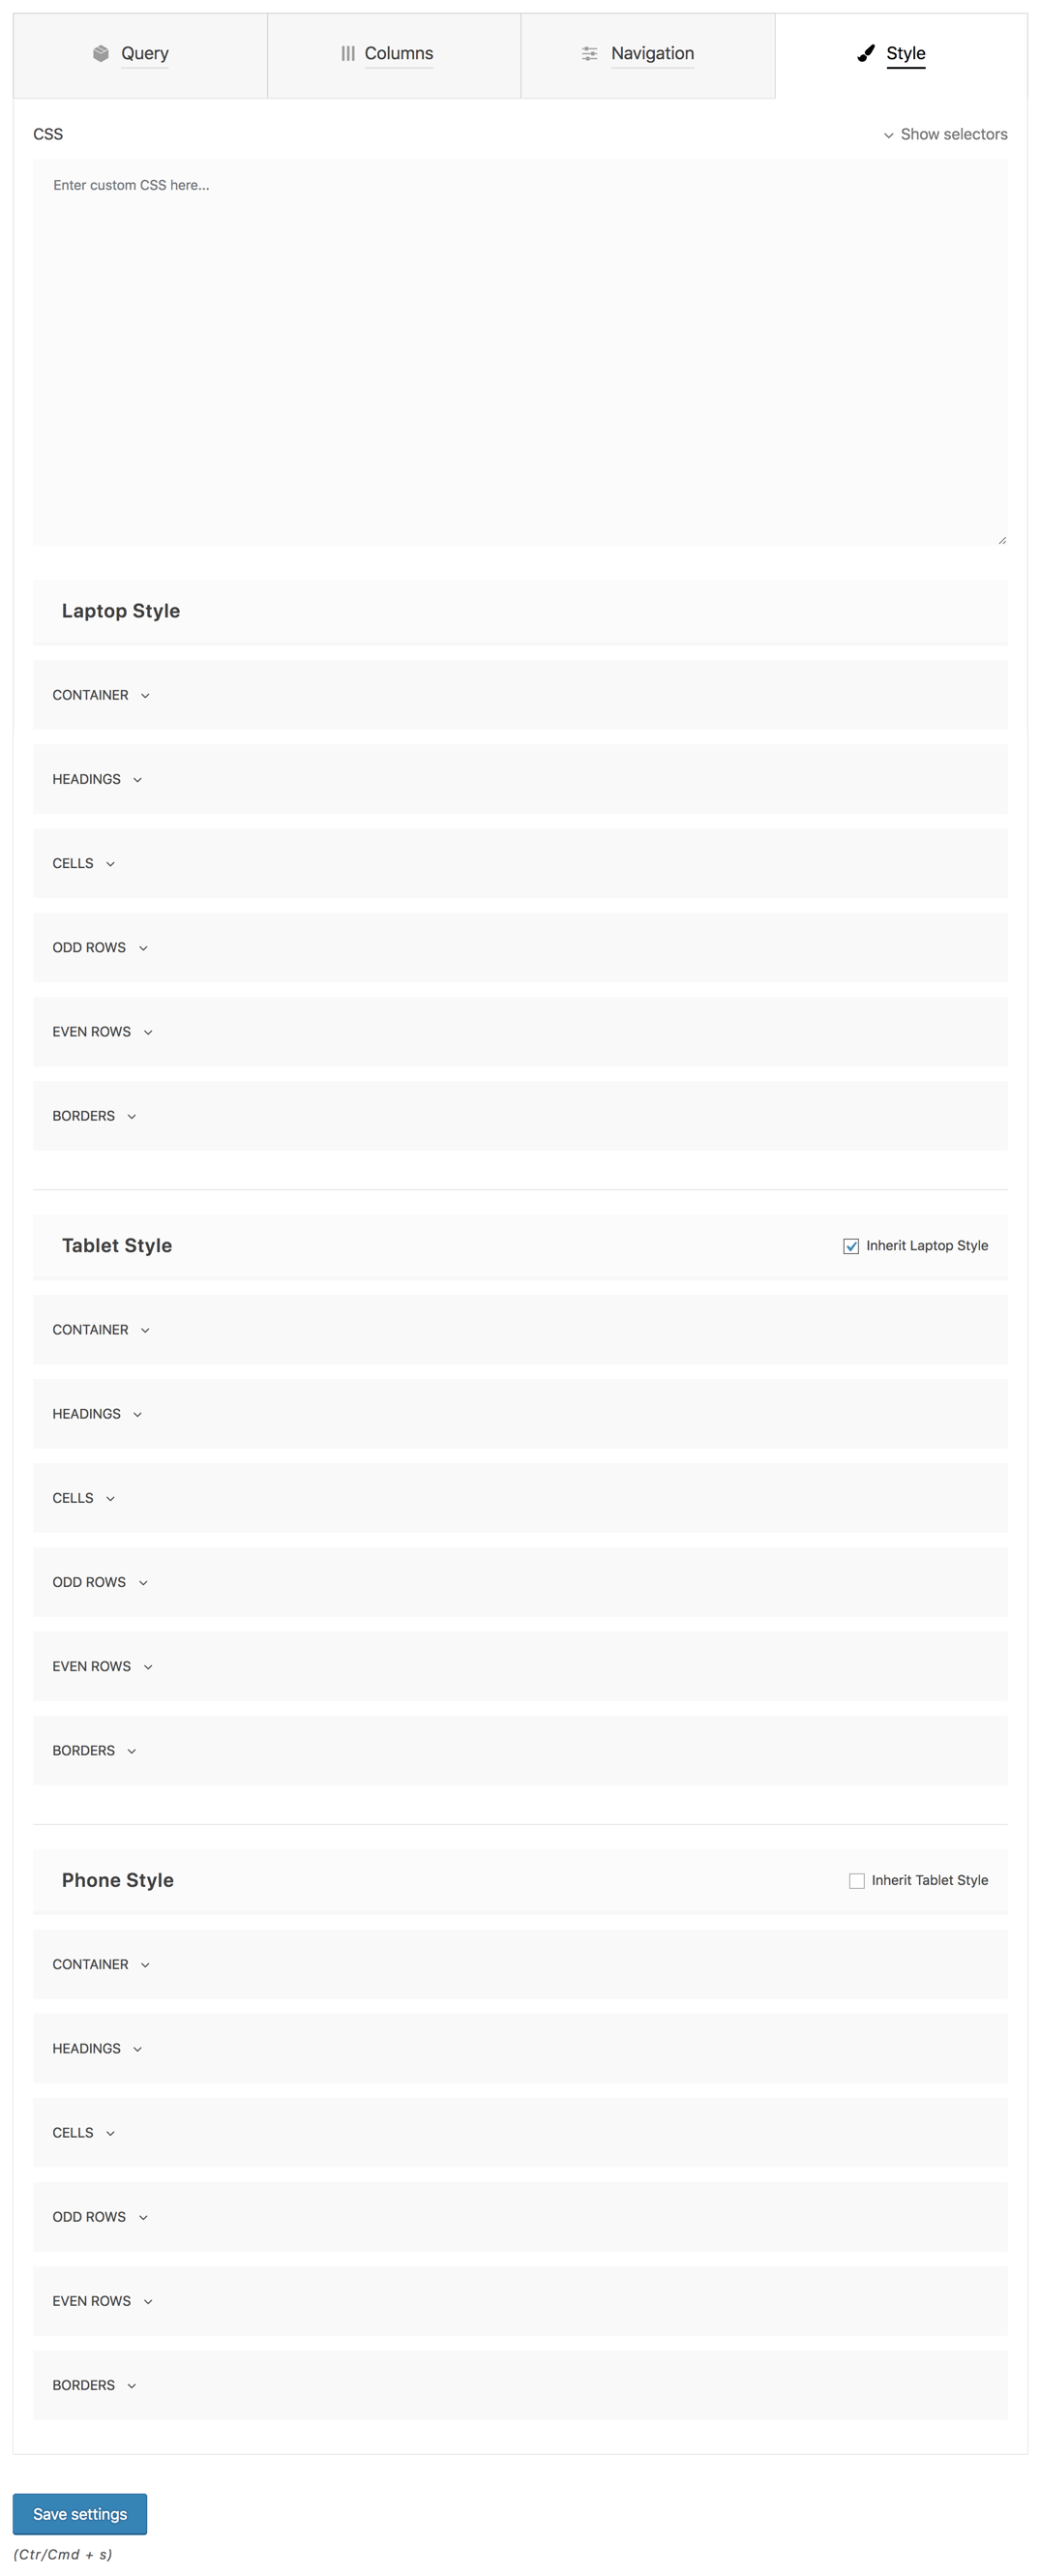 Query Columns Navigation Style
CSS Show selectors
Enter custom CSS here...
Laptop Style
CONTAINER
HEADINGS
CELLS
ODD ROWS
EVEN ROWS
BORDERS
Tablet Style Inherit Laptop Style
CONTAINER
HEADINGS
CELLS
ODD ROWS
EVEN ROWS
BORDERS
Phone Style Inherit Tablet Style
CONTAINER
HEADINGS
CELLS
ODD ROWS
EVEN ROWS
BORDERS
Save settings
(Ctr/Cmd + s)